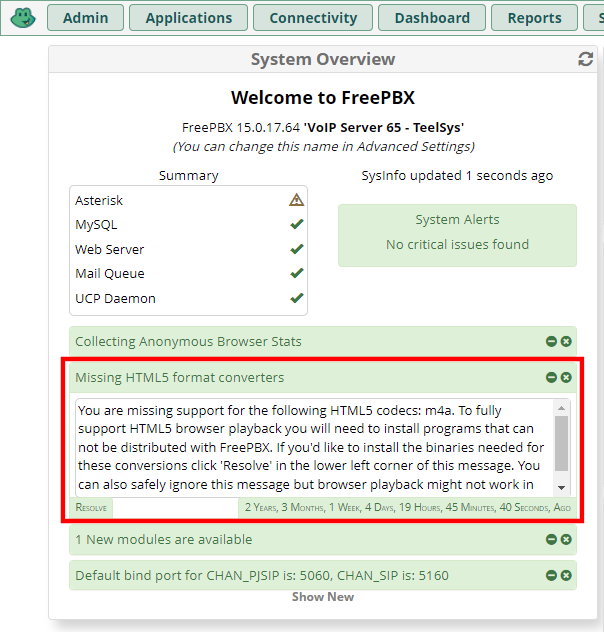 Admin
Applications
Connectivity
Dashboard
Reports
S
System Overview
Welcome to FreePBX
FreePBX 15.0.17.64 'VoIP Server 65 - TeelSys'
(You can change this name in Advanced Settings)
Summary
SysInfo updated 1 seconds ago
Asterisk
MySQL
Web Server
Mail Queue
UCP Daemon
System Alerts
No critical issues found
Collecting Anonymous Browser Stats
Missing HTML5 format converters
You are missing support for the following HTML5 codecs: m4a. To fully
support HTML5 browser playback you will need to install programs that can
not be distributed with FreePBX. If you'd like to install the binaries needed for
these conversions click 'Resolve' in the lower left corner of this message. You
can also safely ignore this message but browser playback might not work in
Resolve
2 Years, 3 Months, 1 Week, 4 Days, 19 Hours, 45 Minutes, 40 Seconds, Ago
1 New modules are available
Default bind port for CHAN_PJSIP is: 5060, CHAN_SIP is: 5160
Show New